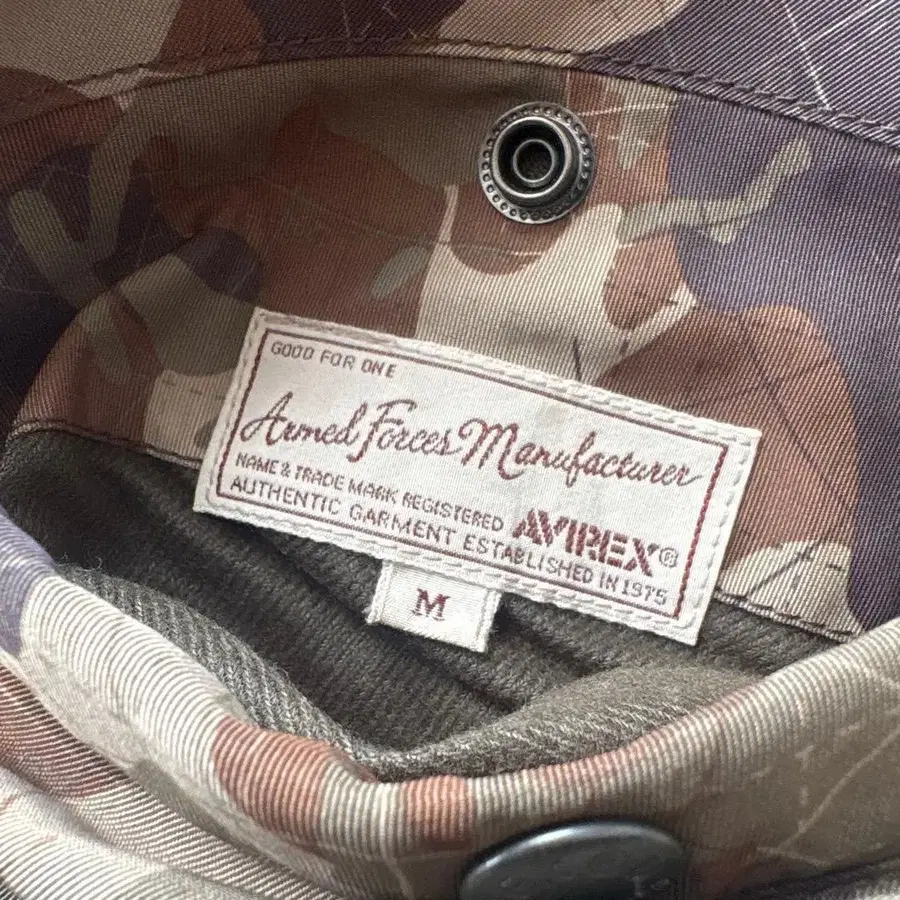 GOOD FOR ONE
Armed Forces Manufacturer
NAME & TRADE MARK REGISTERED AVIREX®
AUTHENTIC GARMENT ESTABLISHED IN 1975
M